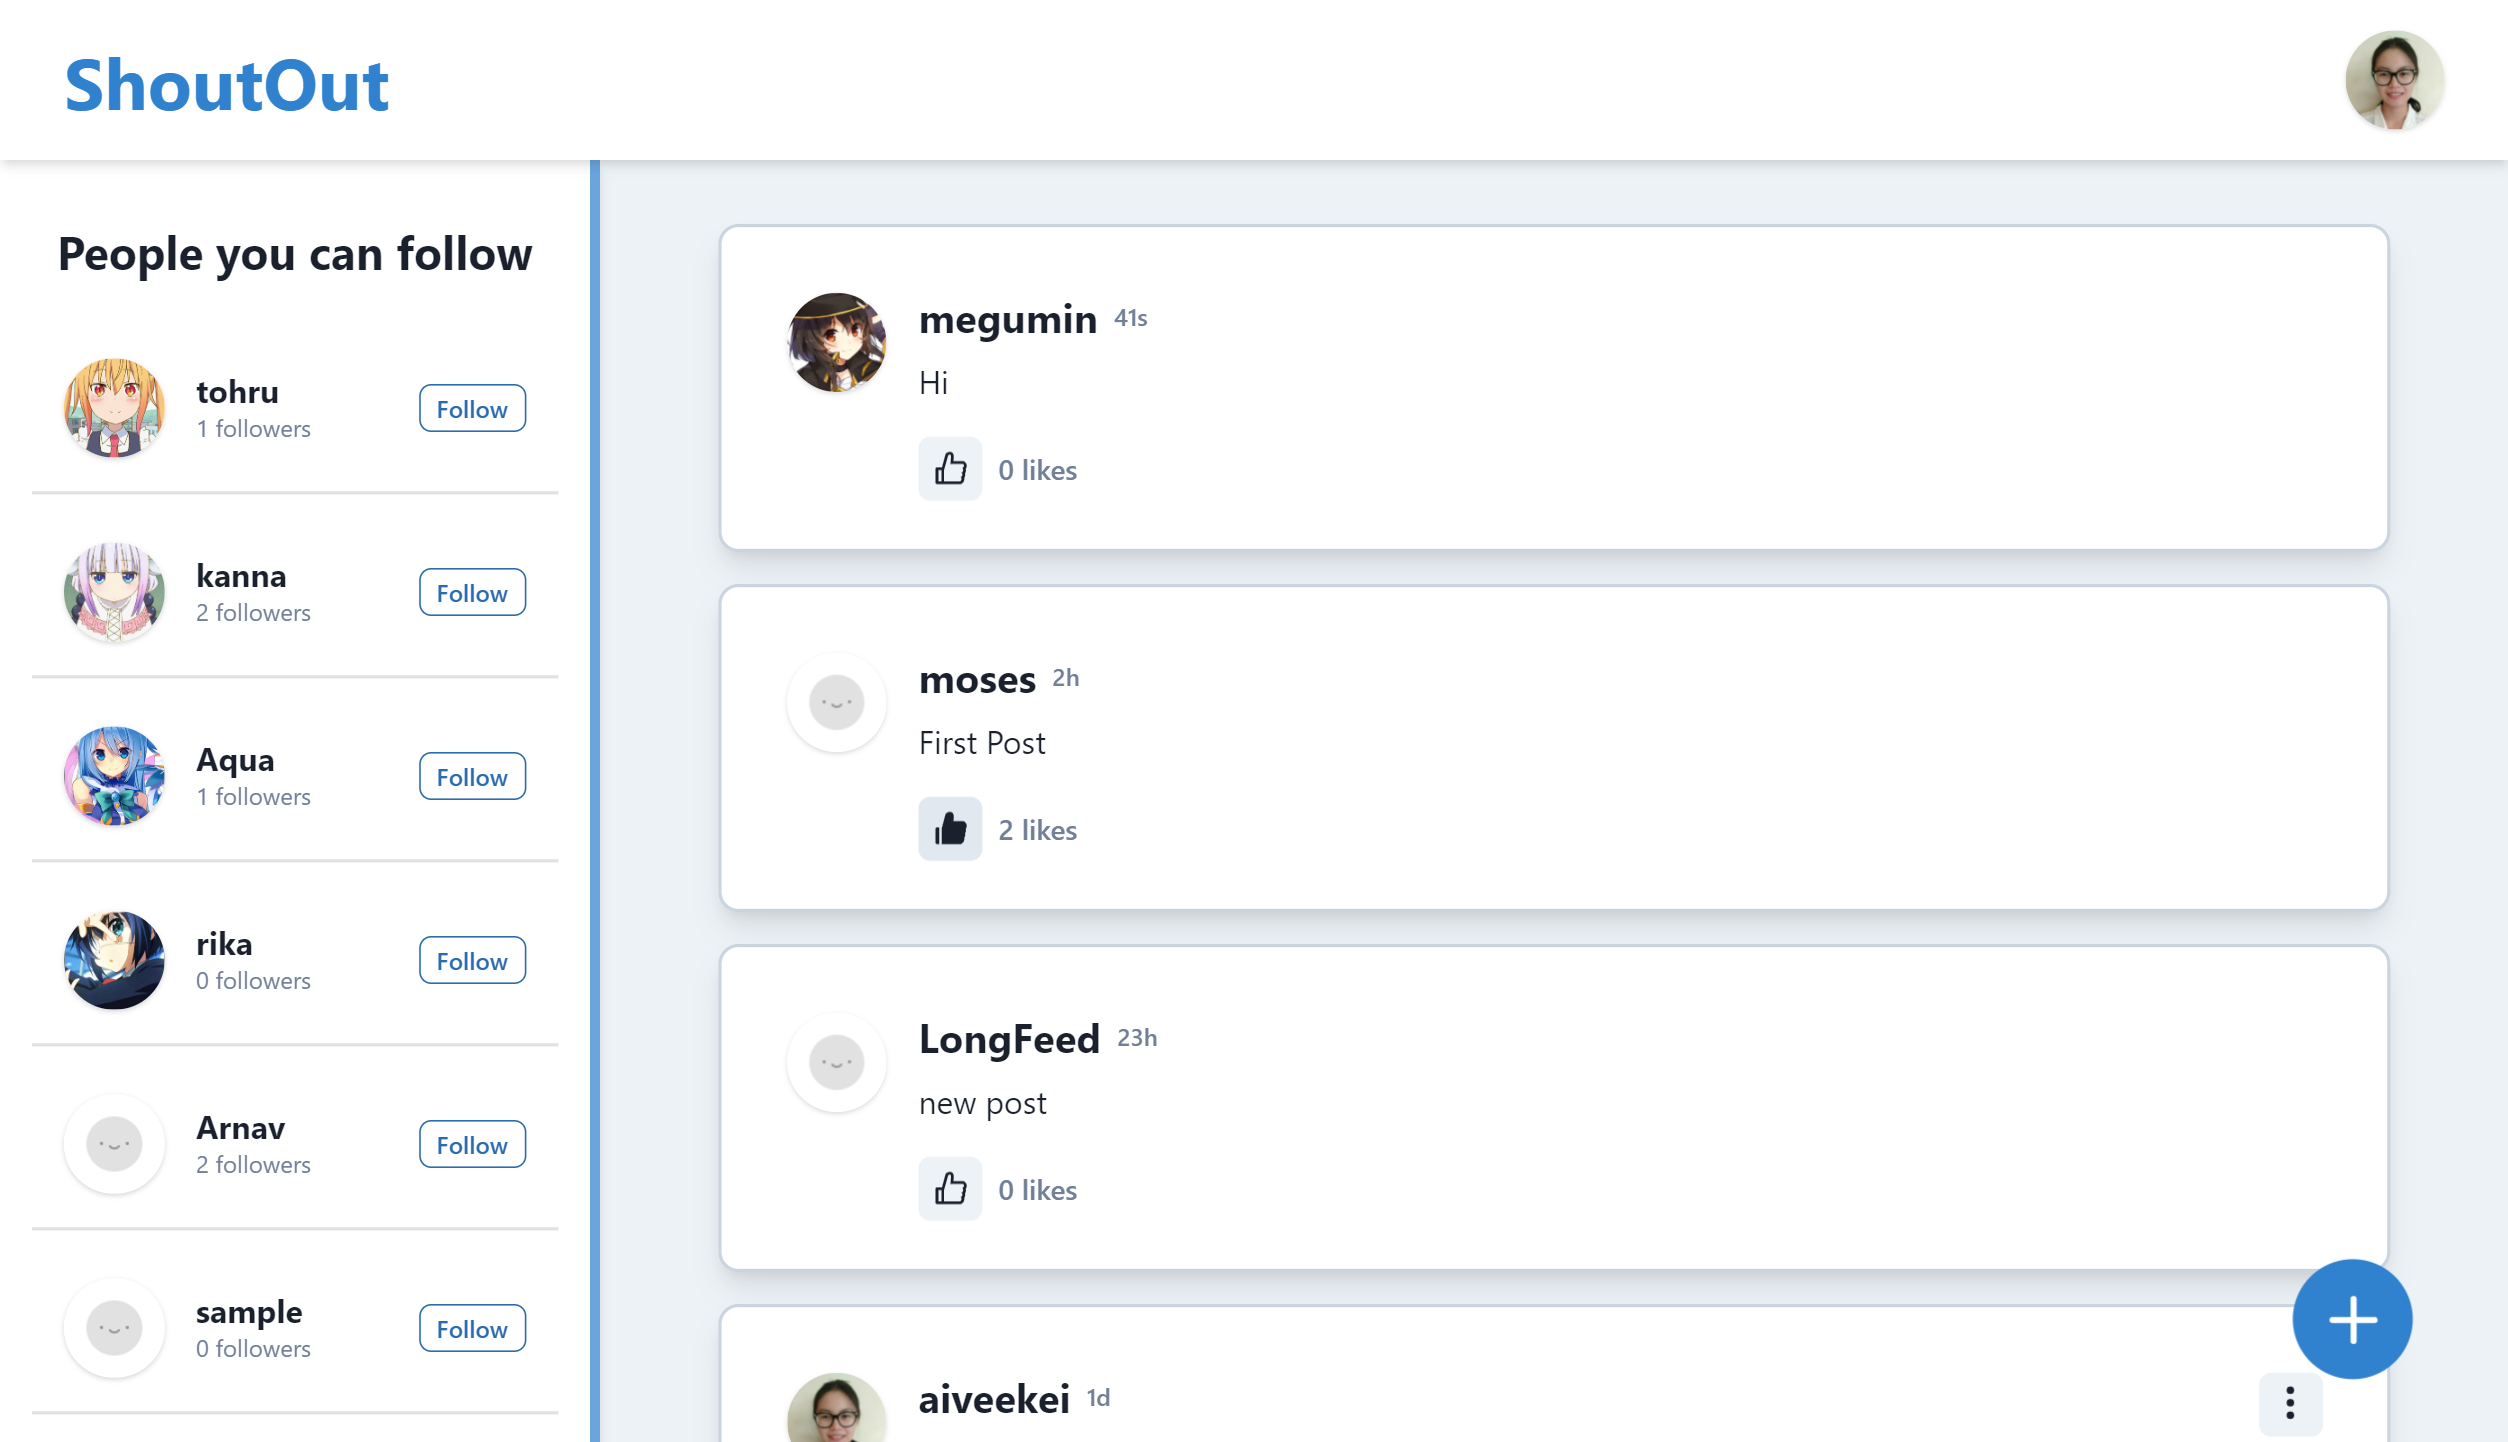 ShoutOut
People you can follow
tohru
1 followers
Follow
kanna
2 followers
Follow
Aqua
1 followers
Follow
rika
0 followers
Follow
Arnav
2 followers
Follow
sample
0 followers
Follow
megumin 41s
Hi
0 likes
moses 2h
First Post
2 likes
LongFeed 23h
new post
0 likes
aiveekei 1d